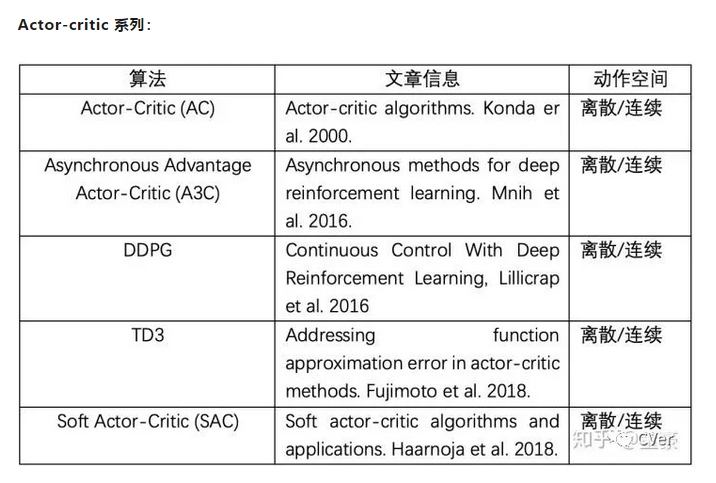 Actor-critic 系列：
算法 文章信息 动作空间
Actor-Critic (AC) Actor-critic algorithms. Konda er 离散/连续
al. 2000.
Asynchronous Advantage Asynchronous methods for deep 离散/连续
Actor-Critic (A3C) reinforcement learning. Mnih et
al. 2016.
DDPG Continuous Control With Deep 离散/连续
Reinforcement Learning, Lillicrap
et al. 2016
TD3 Addressing function 离散/连续
approximation error in actor-critic
methods. Fujimoto et al. 2018.
Soft Actor-Critic (SAC) Soft actor-critic algorithms and 离散/连续
applications. Haarnoja et al. 2018.
知乎 CVer